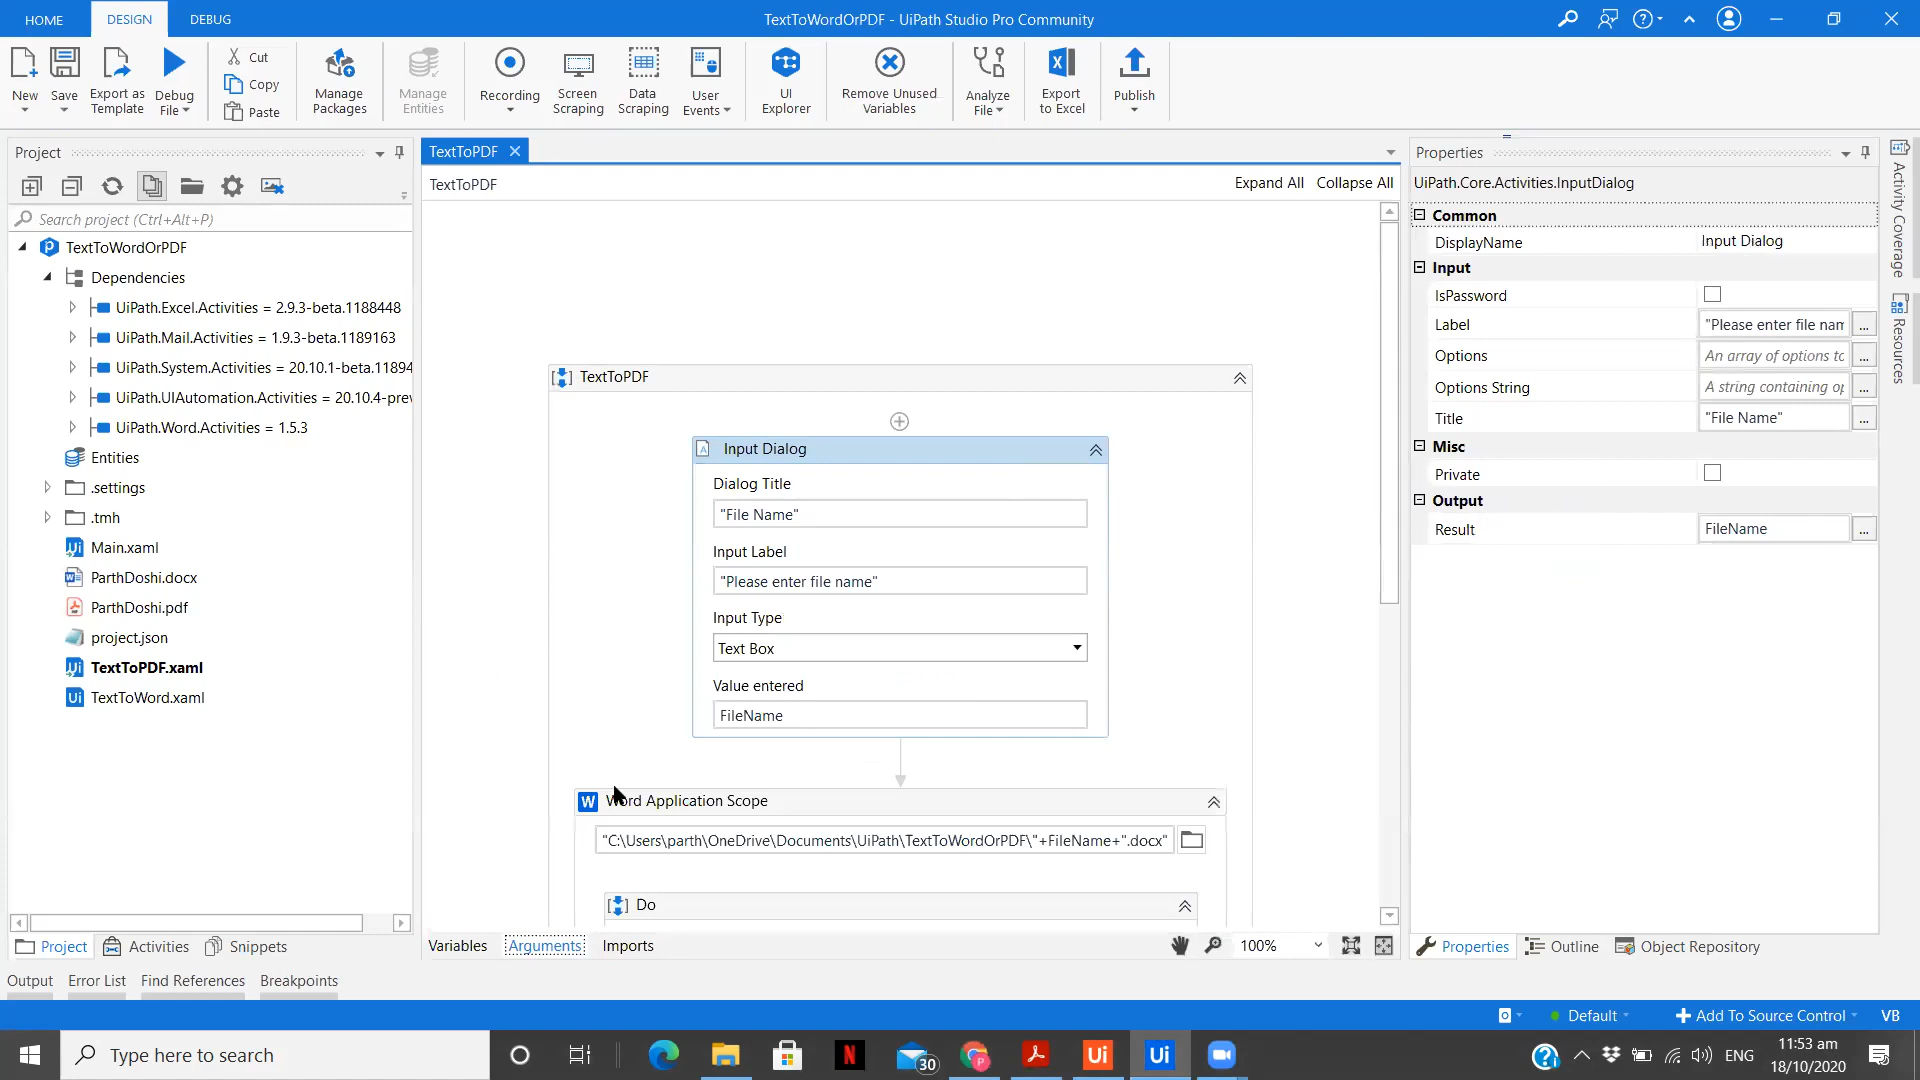 HOME
DESIGN
DEBUG
TextToWordOrPDF - UiPath Studio Pro Community
New
Save
Export as
Template
Debug
File
Cut
Copy
Paste
Manage
Packages
Manage
Entities
Recording
Screen
Scraping
Data
Scraping
User
Events
UI
Explorer
Remove Unused
Variables
Analyze
File
Export
to Excel
Publish
Project
Search project (Ctrl+Alt+P)
TextToWordOrPDF
Dependencies
UiPath.Excel.Activities = 2.9.3-beta.1188448
UiPath.Mail.Activities = 1.9.3-beta.1189163
UiPath.System.Activities = 20.10.1-beta.11894
UiPath.UIAutomation.Activities = 20.10.4-prev
UiPath.Word.Activities = 1.5.3
Entities
.settings
.tmh
Main.xaml
ParthDoshi.docx
ParthDoshi.pdf
project.json
TextToPDF.xaml
TextToWord.xaml
Project
Activities
Snippets
TextToPDF
TextToPDF
Expand All
Collapse All
TextToPDF
Input Dialog
Dialog Title
"File Name"
Input Label
"Please enter file name"
Input Type
Text Box
Value entered
FileName
Word Application Scope
"C:\Users\parth\OneDrive\Documents\UiPath\TextToWordOrPDF\"+FileName+".docx"
Do
Variables
Arguments
Imports
100%
Properties
UiPath.Core.Activities.InputDialog
Common
DisplayName
Input Dialog
Input
IsPassword
Label
"Please enter file nam
...
Options
An array of options to
...
Options String
A string containing op
...
Title
"File Name"
...
Misc
Private
Output
Result
FileName
...
Properties
Outline
Object Repository
Activity Coverage
Resources
Output
Error List
Find References
Breakpoints
Default
Add To Source Control
VB
Type here to search
30
ENG
11:53 am
18/10/2020